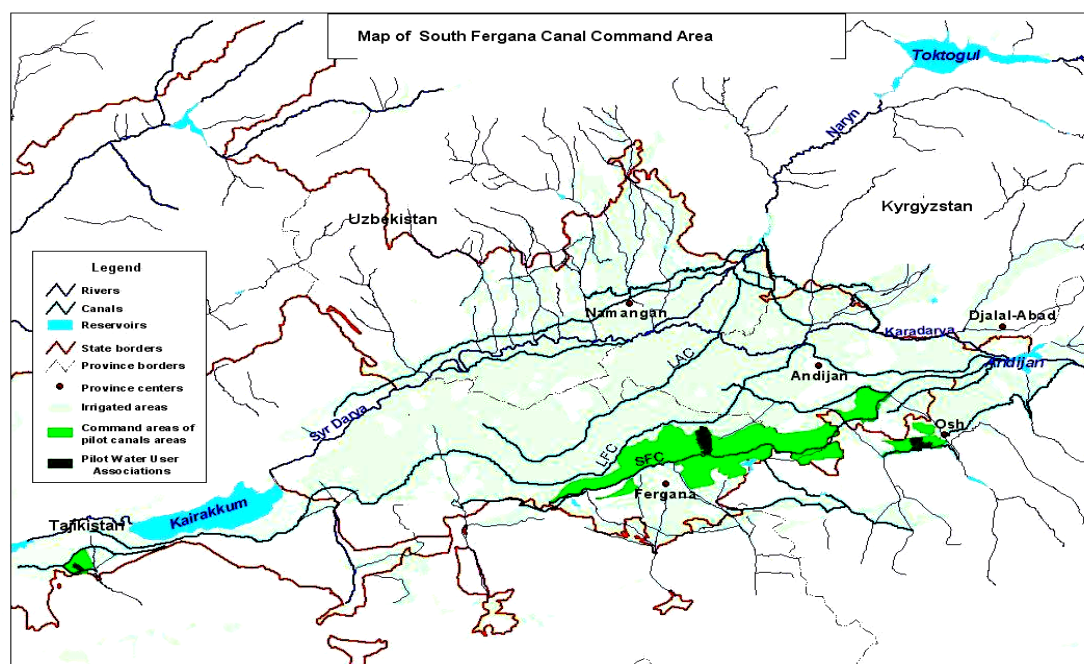 Map of South Fergana Canal Command Area
Toktogul
Naryn
Uzbekistan
Kyrgyzstan
Legend
Rivers
Canals
Reservoirs
State borders
Province borders
Province centers
Irrigated areas
Command areas of
pilot canals areas
Pilot Water User
Associations
Namangan
Djalal-Abad
Karadarya
LAC
Andijan
Andijan
Syr Darya
Osh
LFC
SFC
Fergana
Kairakkum
Tajikistan